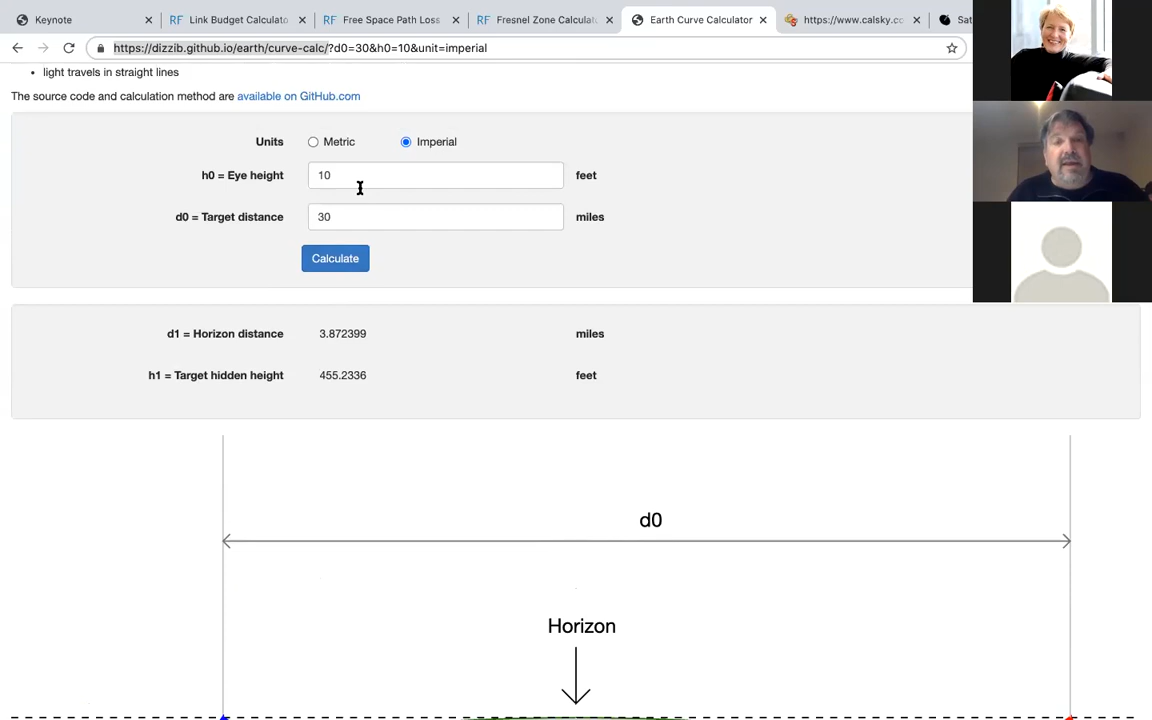 Keynote
Link Budget Calculato
Free Space Path Loss
Fresnel Zone Calculat
Earth Curve Calculator
https://www.calsky.co
Sat
https://dizzib.github.io/earth/curve-calc/?d0=30&h0=10&unit=imperial
light travels in straight lines
The source code and calculation method are available on GitHub.com
Units Metric Imperial
h0 = Eye height 10 feet
d0 = Target distance 30 miles
Calculate
d1 = Horizon distance 3.872399 miles
h1 = Target hidden height 455.2336 feet
d0
Horizon